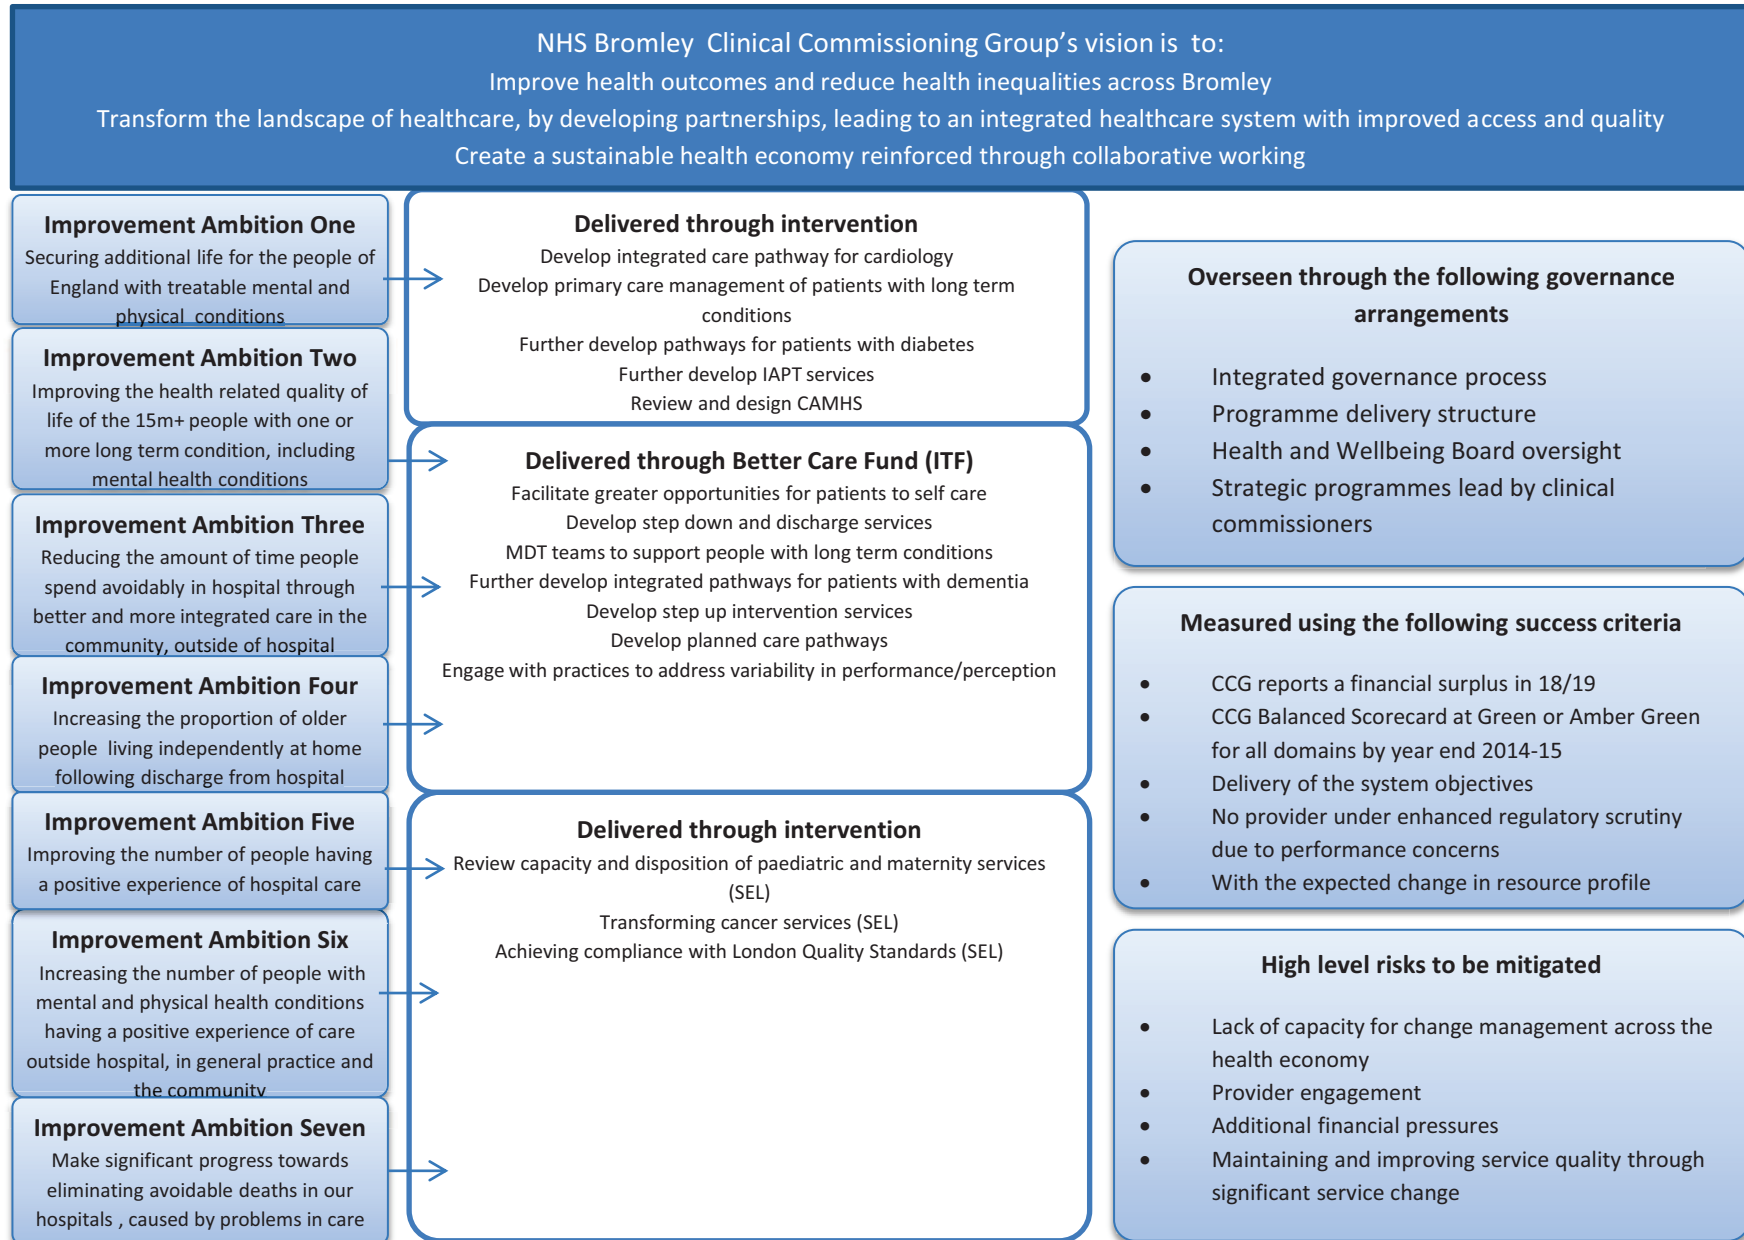 NHS Bromley Clinical Commissioning Group’s vision is to:
Improve health outcomes and reduce health inequalities across Bromley
Transform the landscape of healthcare, by developing partnerships, leading to an integrated healthcare system with improved access and quality
Create a sustainable health economy reinforced through collaborative working
Improvement Ambition One
Securing additional life for the people of
England with treatable mental and
physical conditions
Improvement Ambition Two
Improving the health related quality of
life of the 15m+ people with one or
more long term condition, including
mental health conditions
Improvement Ambition Three
Reducing the amount of time people
spend avoidably in hospital through
better and more integrated care in the
community, outside of hospital
Improvement Ambition Four
Increasing the proportion of older
people living independently at home
following discharge from hospital
Improvement Ambition Five
Improving the number of people having
a positive experience of hospital care
Improvement Ambition Six
Increasing the number of people with
mental and physical health conditions
having a positive experience of care
outside hospital, in general practice and
the community
Improvement Ambition Seven
Make significant progress towards
eliminating avoidable deaths in our
hospitals , caused by problems in care
Delivered through intervention
Develop integrated care pathway for cardiology
Develop primary care management of patients with long term
conditions
Further develop pathways for patients with diabetes
Further develop IAPT services
Review and design CAMHS
Delivered through Better Care Fund (ITF)
Facilitate greater opportunities for patients to self care
Develop step down and discharge services
MDT teams to support people with long term conditions
Further develop integrated pathways for patients with dementia
Develop step up intervention services
Develop planned care pathways
Engage with practices to address variability in performance/perception
Delivered through intervention
Review capacity and disposition of paediatric and maternity services
(SEL)
Transforming cancer services (SEL)
Achieving compliance with London Quality Standards (SEL)
Overseen through the following governance
arrangements
• Integrated governance process
• Programme delivery structure
• Health and Wellbeing Board oversight
• Strategic programmes lead by clinical
commissioners
Measured using the following success criteria
• CCG reports a financial surplus in 18/19
• CCG Balanced Scorecard at Green or Amber Green
for all domains by year end 2014-15
• Delivery of the system objectives
• No provider under enhanced regulatory scrutiny
due to performance concerns
• With the expected change in resource profile
High level risks to be mitigated
• Lack of capacity for change management across the
health economy
• Provider engagement
• Additional financial pressures
• Maintaining and improving service quality through
significant service change